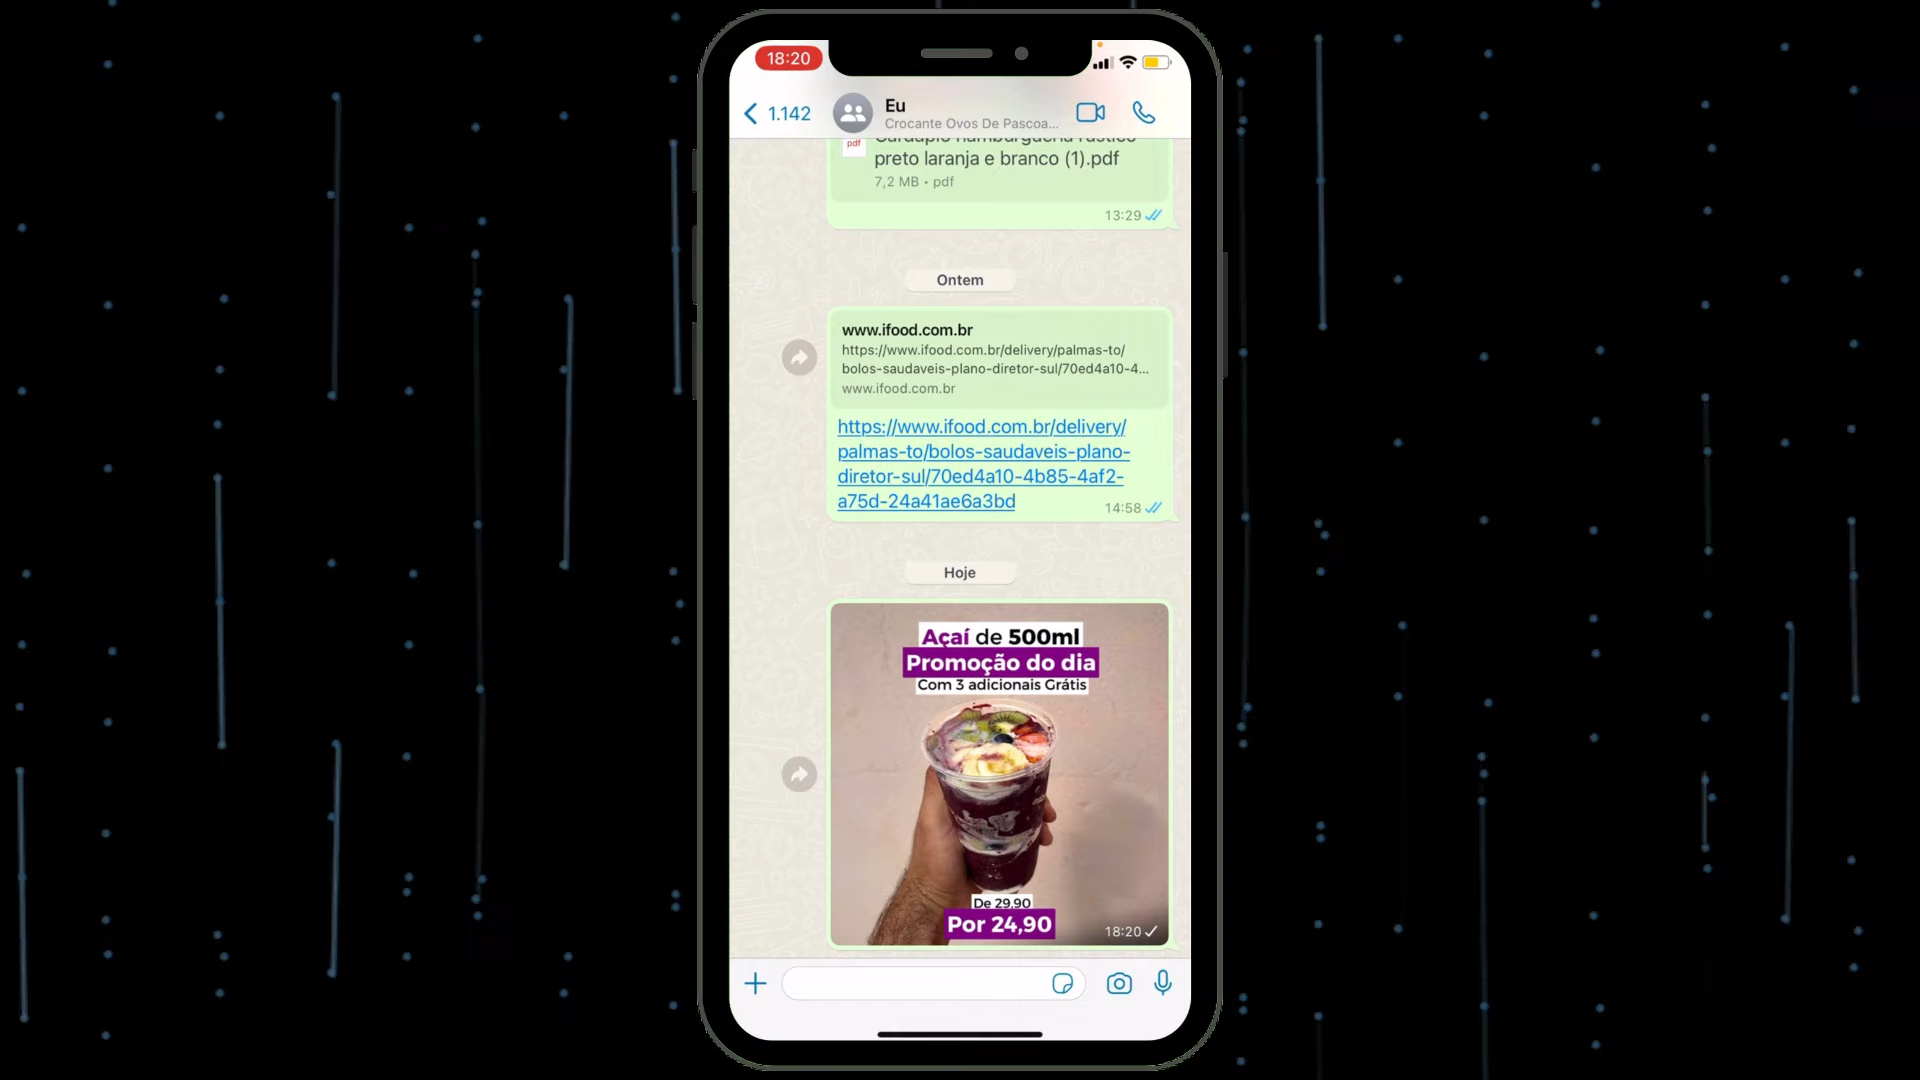 18:20
1.142
Eu
Crocante Ovos De Pascoa...
pdf
Cardápio hamburgueria rústico
preto laranja e branco (1).pdf
7,2 MB • pdf
13:29
Ontem
www.ifood.com.br
https://www.ifood.com.br/delivery/palmas-to/
bolos-saudaveis-plano-diretor-sul/70ed4a10-4...
www.ifood.com.br
https://www.ifood.com.br/delivery/
palmas-to/bolos-saudaveis-plano-
diretor-sul/70ed4a10-4b85-4af2-
a75d-24a41ae6a3bd
14:58
Hoje
Açaí de 500ml
Promoção do dia
Com 3 adicionais Grátis
De 29,90
Por 24,90
18:20